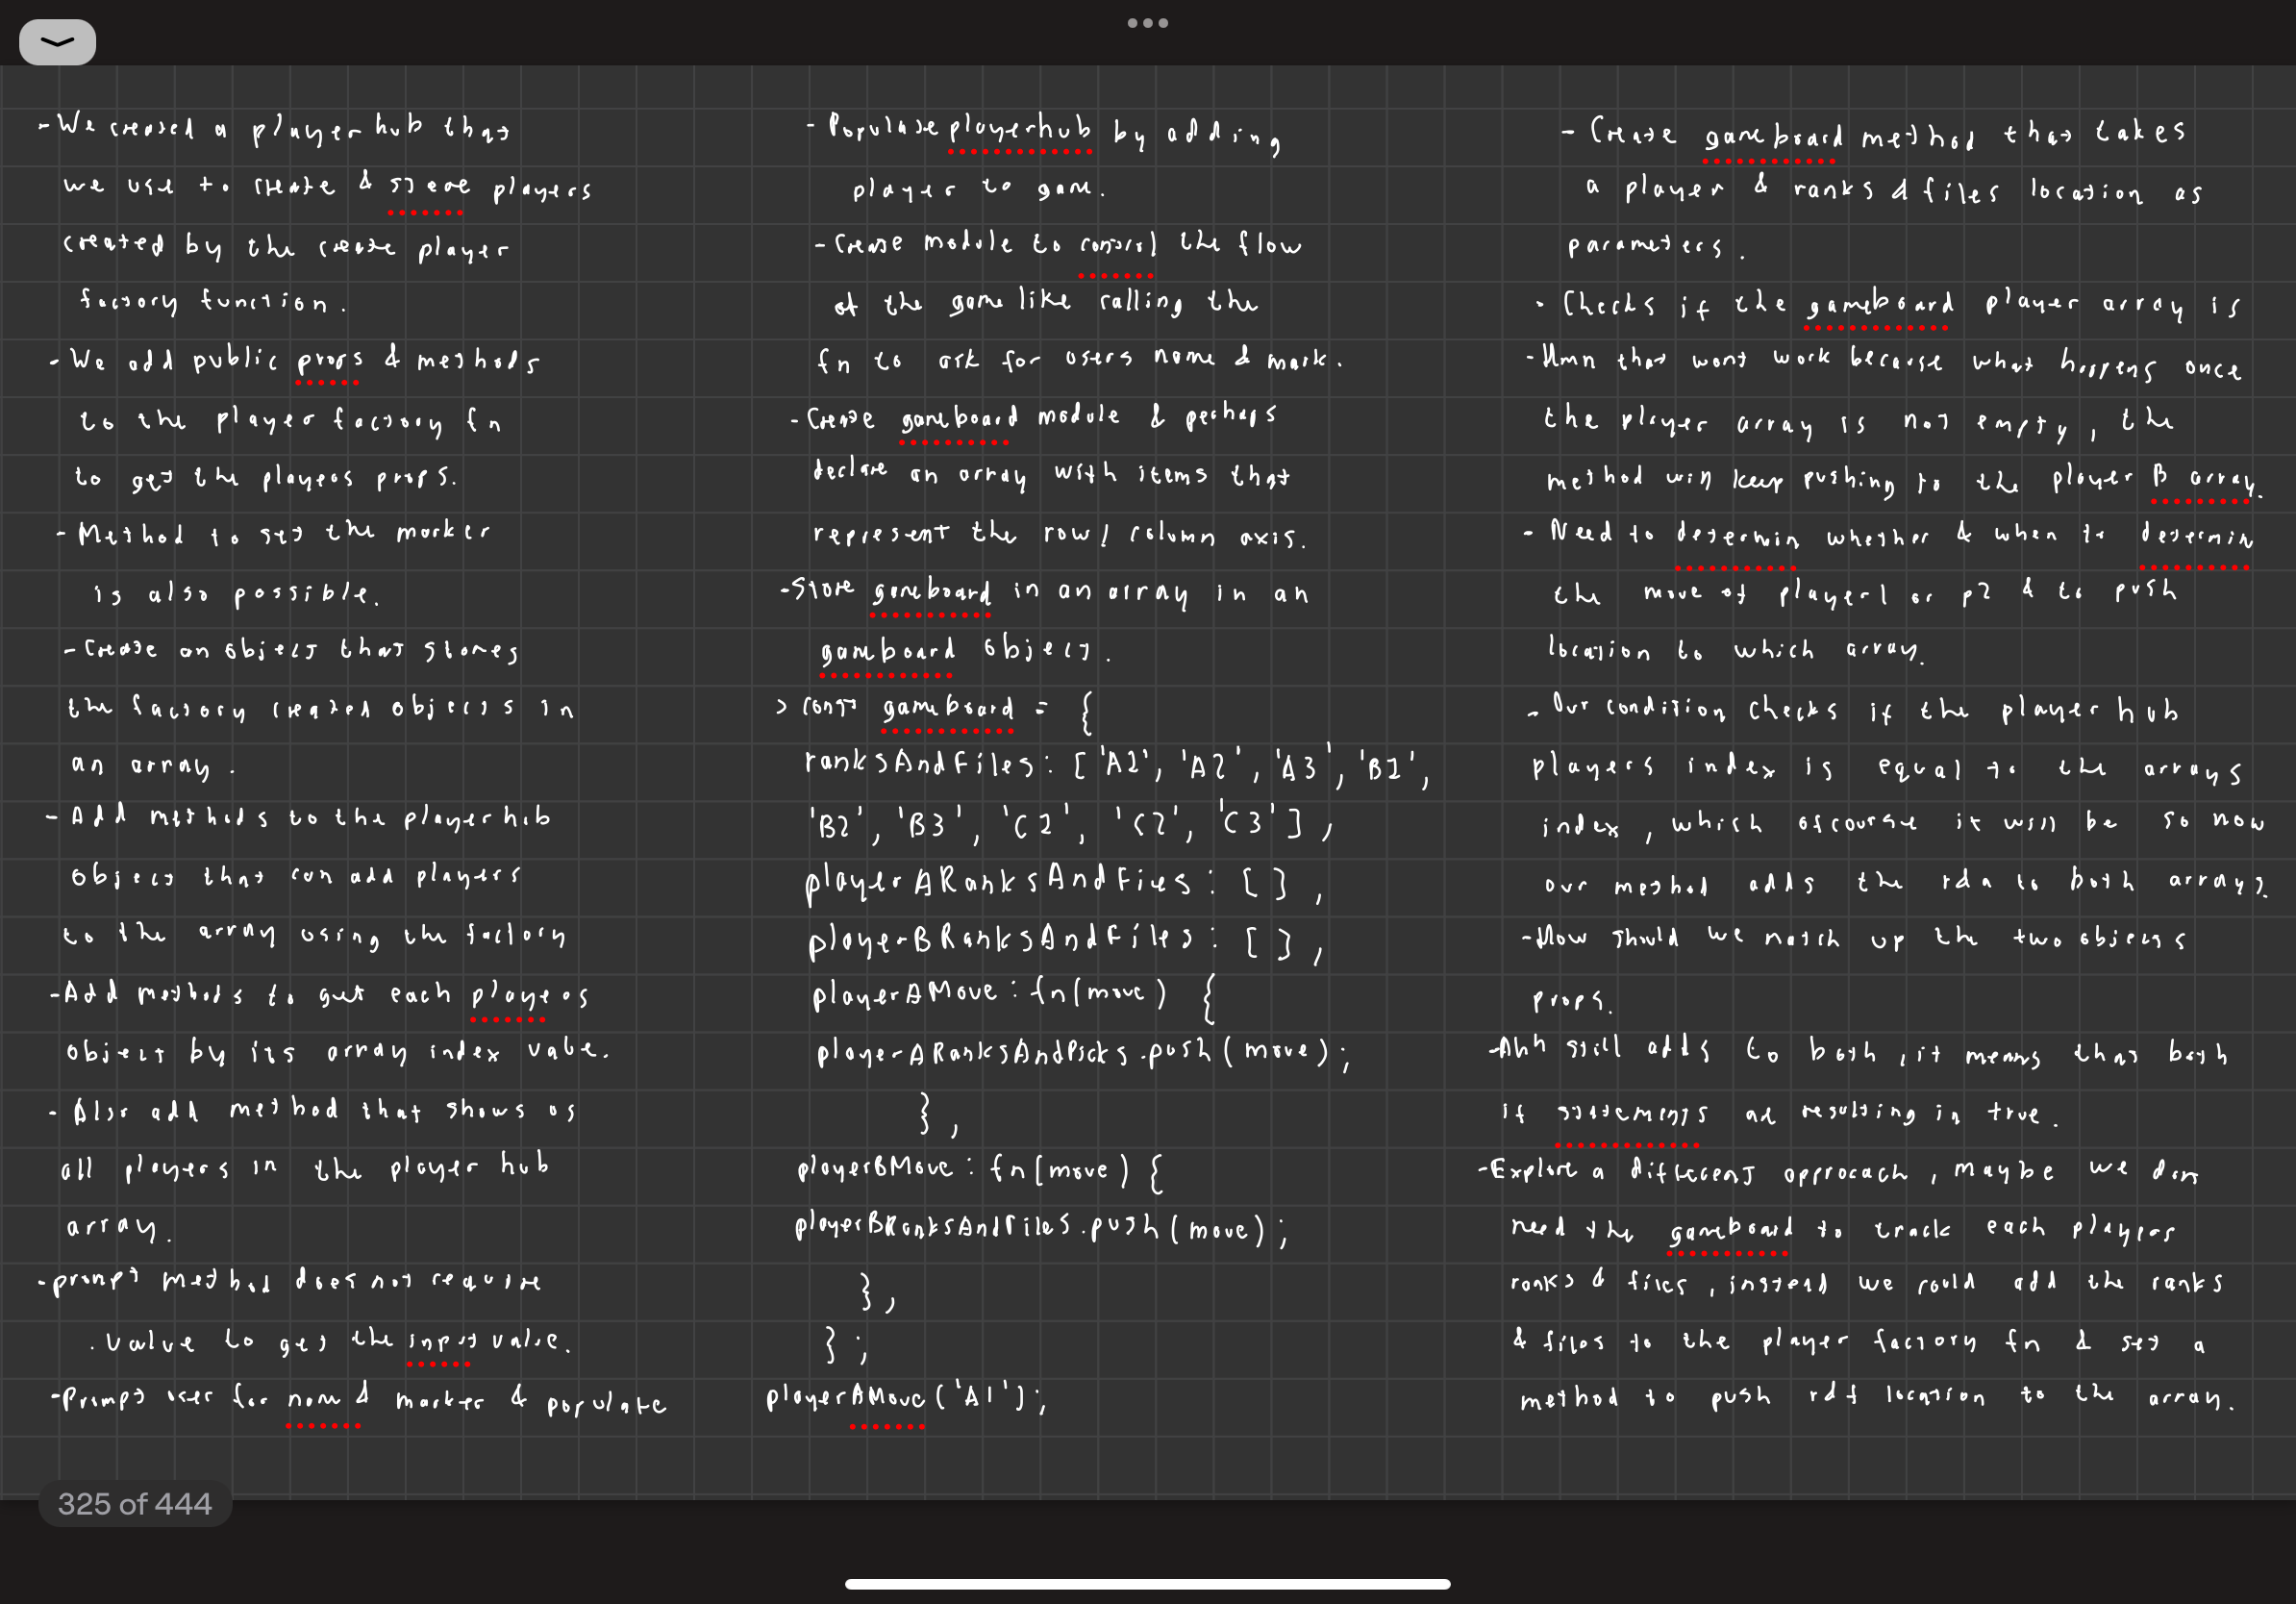 - We created a player hub that
we use to create & store players
created by the create player
factory function.
- We add public props & methods
to the player factory fn
to get the players props.
- Method to set the marker
is also possible.
- Create an object that stores
the factory created objects in
an array.
- Add methods to the player hub
object that can add players
to the array using the factory
- Add methods to get each players
object by its array index value.
- Also add method that shows us
all players in the player hub
array.
- prompt method does not require
. value to get the input value.
- Prompt user for name & marker & populate
- Populate playerhub by adding
player to game.
- Create module to control the flow
of the game like calling the
fn to ask for users name & mark.
- Create gameboard module & perhaps
declare an array with items that
represent the row/column axis.
- Store gameboard in an array in an
gameboard object.
> const gameboard = {
ranksAndFiles: ['A1', 'A2', 'A3', 'B1',
'B2', 'B3', 'C1', 'C2', 'C3'],
playerARanksAndFiles: [],
playerBRanksAndFiles: [],
playerAMove: fn(move) {
playerARanksAndPicks.push(move);
},
playerBMove: fn(move) {
playerBRanksAndFiles.push(move);
},
};
playerAMove('A1');
- Create gameboard method that takes
a player & ranks & files location as
parameters.
- Checks if the gameboard player array is
- Hmn that wont work because what happens once
the player array is not empty, the
method will keep pushing to the player B array.
- Need to determin whether & when to determin
the move of player1 or p2 & to push
location to which array.
- Our condition checks if the player hub
players index is equal to the arrays
index, which ofcourse it will be so now
our method adds the rda to both arrays.
- How should we match up the two objects
props.
- Ahh still adds to both, it means that both
if statements are resulting in true.
- Explore a different approcach, maybe we don
need the gameboard to track each players
ranks & files, instead we could add the ranks
& files to the player factory fn & set a
method to push rdf location to the array.
325 of 444